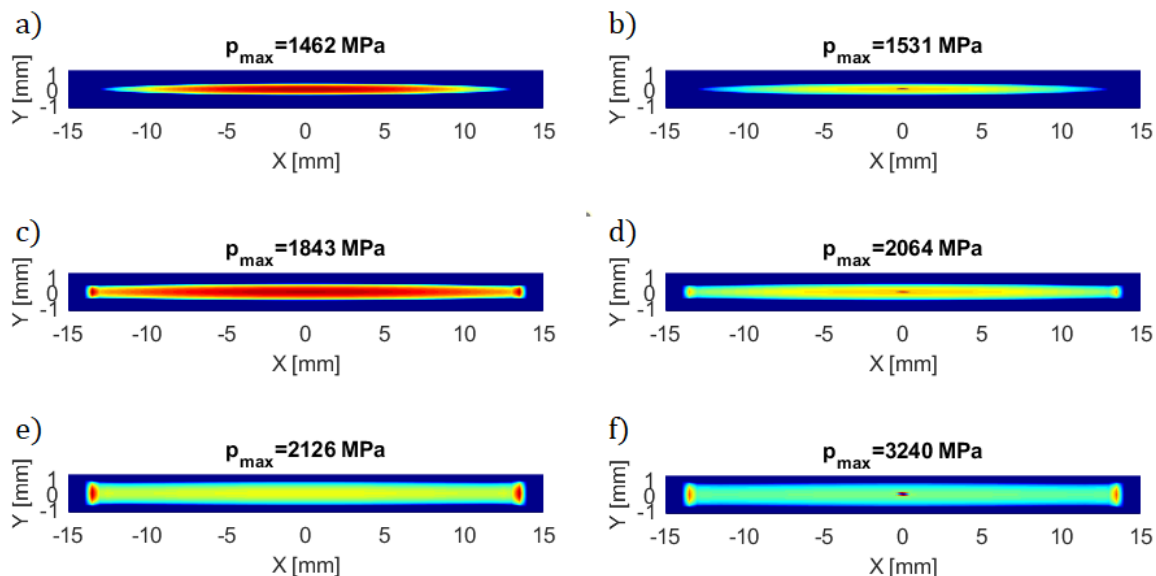 a)
p_max=1462 MPa
Y [mm]
1
0
-1
-15 -10 -5 0 5 10 15
X [mm]
b)
p_max=1531 MPa
Y [mm]
1
0
-1
-15 -10 -5 0 5 10 15
X [mm]
c)
p_max=1843 MPa
Y [mm]
1
0
-1
-15 -10 -5 0 5 10 15
X [mm]
d)
p_max=2064 MPa
Y [mm]
1
0
-1
-15 -10 -5 0 5 10 15
X [mm]
e)
p_max=2126 MPa
Y [mm]
1
0
-1
-15 -10 -5 0 5 10 15
X [mm]
f)
p_max=3240 MPa
Y [mm]
1
0
-1
-15 -10 -5 0 5 10 15
X [mm]